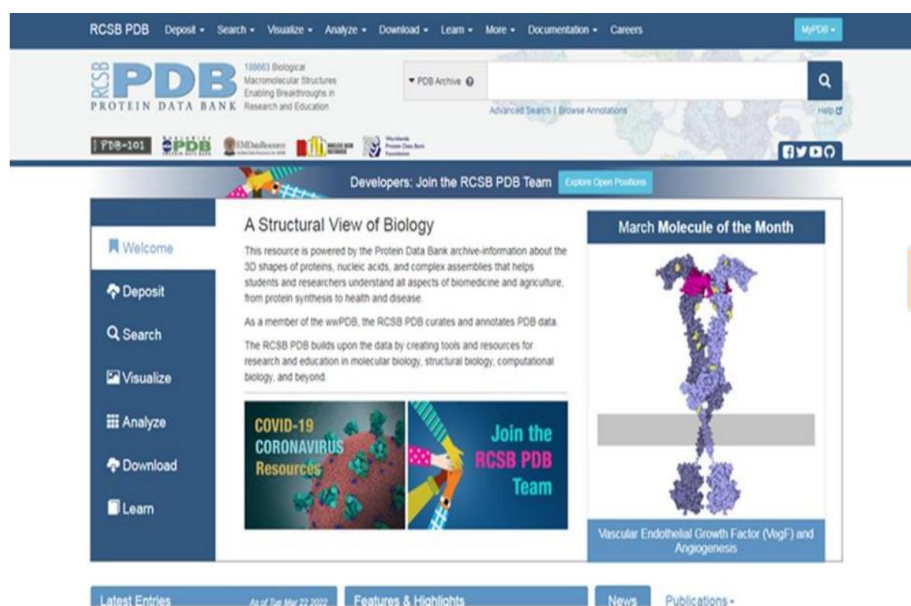 RCSB PDB Deposit Search Visualize Analyze Download Learn More Documentation Careers MyPDB
RCSB
PDB
PROTEIN DATA BANK
189663 Biological
Macromolecular Structures
Enabling Breakthroughs in
Research and Education
PDB Archive
Advanced Search | Browse Annotations
Help
PDB-101
PDB
EMDataResource
Worldwide
Protein Data Bank
Foundation
Developers: Join the RCSB PDB Team Explore Open Positions
Welcome
Deposit
Search
Visualize
Analyze
Download
Learn
A Structural View of Biology
This resource is powered by the Protein Data Bank archive-information about the
3D shapes of proteins, nucleic acids, and complex assemblies that helps
students and researchers understand all aspects of biomedicine and agriculture,
from protein synthesis to health and disease.
As a member of the wwPDB, the RCSB PDB curates and annotates PDB data.
The RCSB PDB builds upon the data by creating tools and resources for
research and education in molecular biology, structural biology, computational
biology, and beyond.
COVID-19
CORONAVIRUS
Resources
Join the
RCSB PDB
Team
March Molecule of the Month
Vascular Endothelial Growth Factor (VegF) and
Angiogenesis
Latest Entries As of Tue Mar 22 2022
Features & Highlights
News Publications